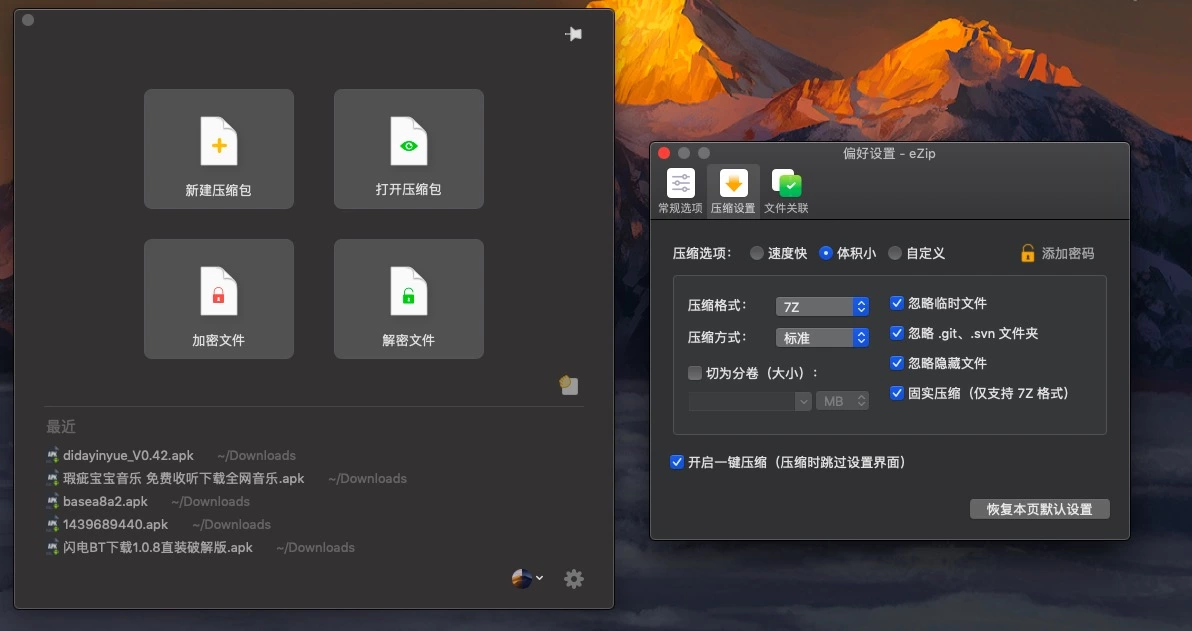 新建压缩包
打开压缩包
加密文件
解密文件
最近
didayinyue_V0.42.apk ~/Downloads
瑕疵宝宝音乐 免费收听下载全网音乐.apk ~/Downloads
basea8a2.apk ~/Downloads
1439689440.apk ~/Downloads
闪电BT下载1.0.8直装破解版.apk ~/Downloads
偏好设置 - eZip
常规选项
压缩设置
文件关联
压缩选项: 速度快 体积小 自定义 添加密码
压缩格式: 7Z
压缩方式: 标准
切为分卷（大小）:
MB
忽略临时文件
忽略 .git、.svn 文件夹
忽略隐藏文件
固实压缩（仅支持 7Z 格式）
开启一键压缩（压缩时跳过设置界面）
恢复本页默认设置